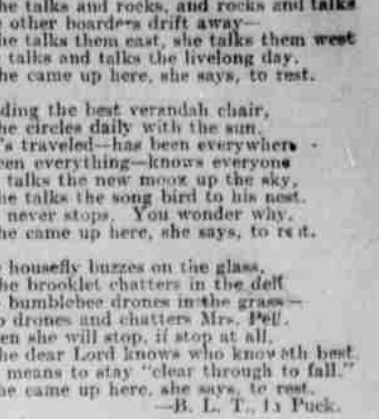 he talks and rocks, and rocks and talks
other boarders drift away—
he talks them east, she talks them west
talks and talks the livelong day.
he came up here, she says, to rest.
ding the best verandah chair,
he circles daily with the sun.
's traveled—has been everywhere
en everything—knows everyone
talks the new moon up the sky,
he talks the song bird to his nest.
never stops. You wonder why.
he came up here, she says, to rest.
housefly buzzes on the glass,
he brooklet chatters in the dell
bumblebee drones in the grass—
o drones and chatters Mrs. Pell.
en she will stop, if stop at all,
he dear Lord knows who knoweth best.
means to stay "clear through to fall."
he came up here, she says, to rest.
—B. L. T., in Puck.